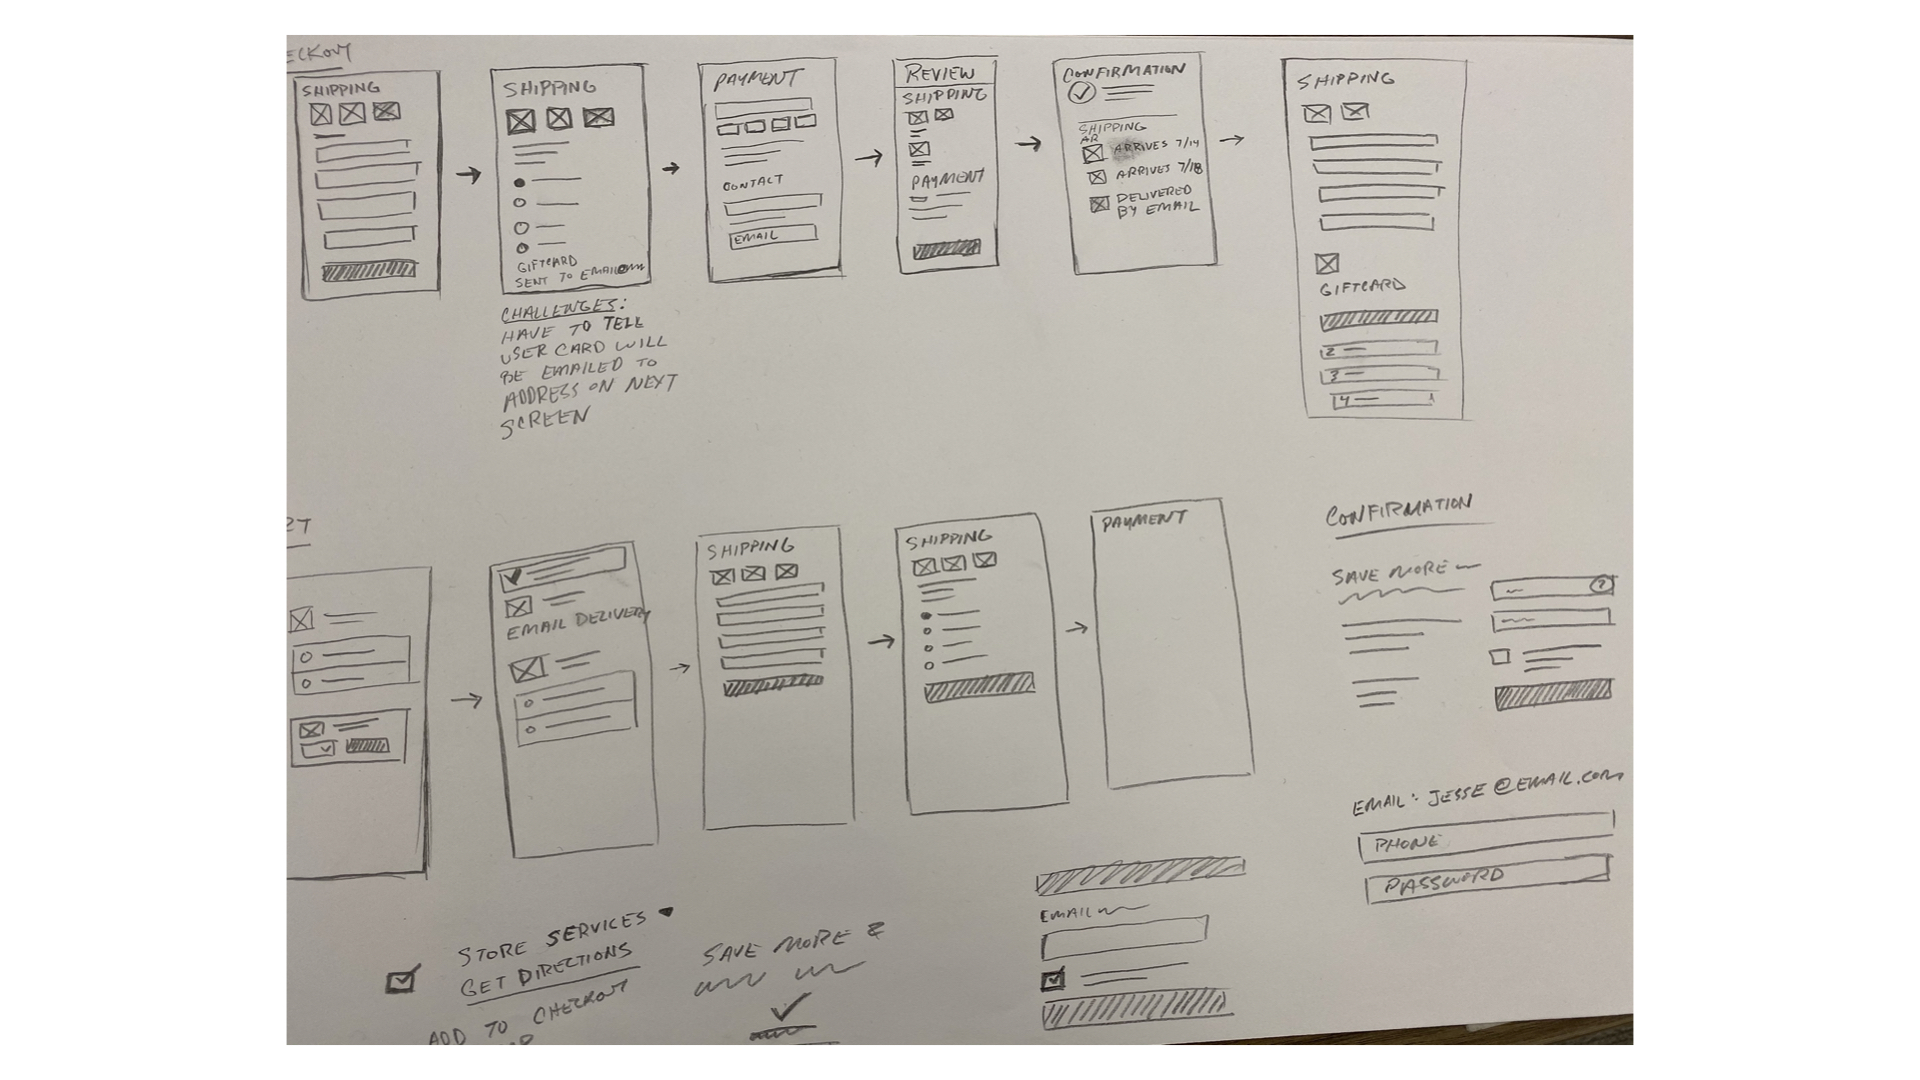 ECKOUT
SHIPPING
SHIPPING
GIFTCARD
SENT TO EMAIL
CHALLENGES:
HAVE TO TELL
USER CARD WILL
BE EMAILED TO
ADDRESS ON NEXT
SCREEN
PAYMENT
CONTACT
EMAIL
REVIEW
SHIPPING
PAYMENT
CONFIRMATION
SHIPPING
AR
ARRIVES 7/14
ARRIVES 7/18
DELIVERED
BY EMAIL
SHIPPING
GIFTCARD
2
3
4
RT
EMAIL DELIVERY
SHIPPING
SHIPPING
PAYMENT
CONFIRMATION
SAVE MORE
?
EMAIL: JESSE@EMAIL.COM
PHONE
PASSWORD
STORE SERVICES
GET DIRECTIONS
ADD TO CHECKOUT
SAVE MORE &
EMAIL